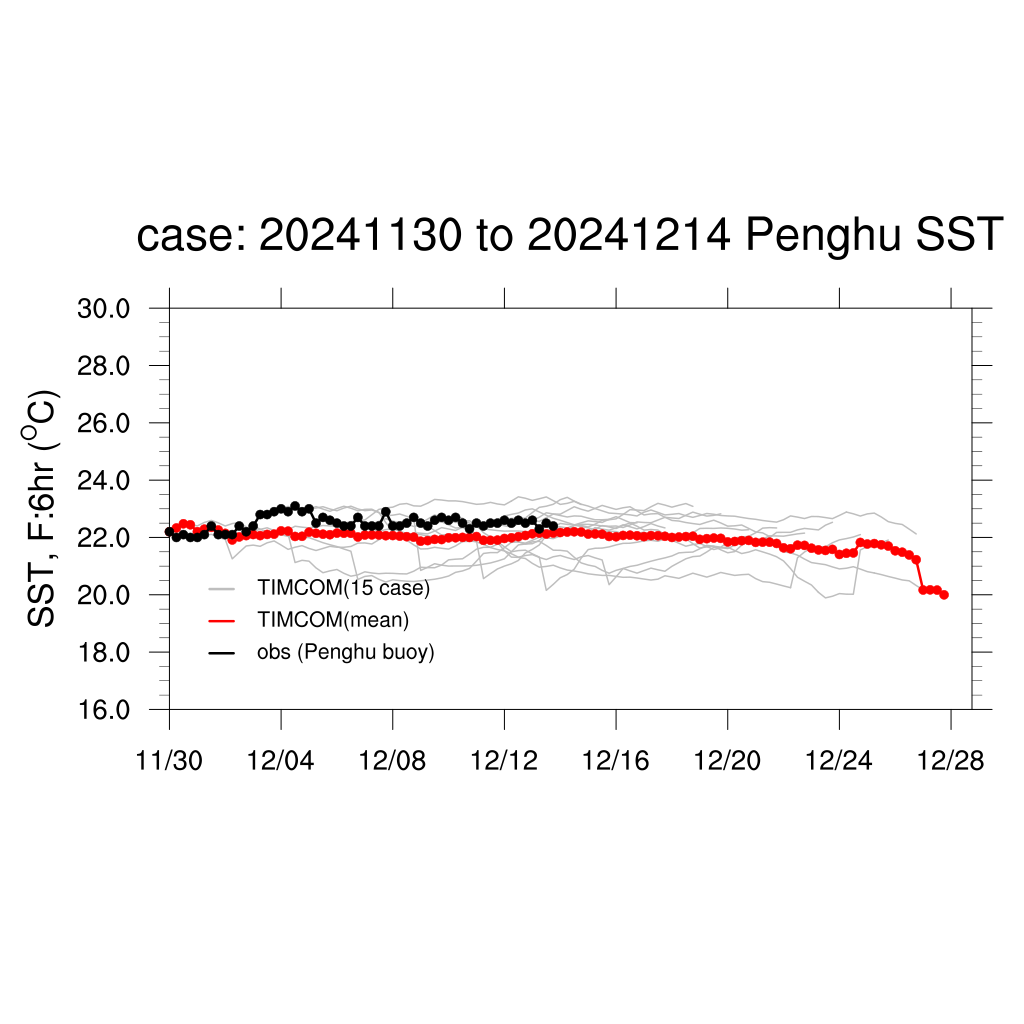 case: 20241130 to 20241214 Penghu SST
30.0
28.0
26.0
24.0
22.0
20.0
18.0
16.0
SST, F:6hr (°C)
TIMCOM(15 case)
TIMCOM(mean)
obs (Penghu buoy)
11/30 12/04 12/08 12/12 12/16 12/20 12/24 12/28